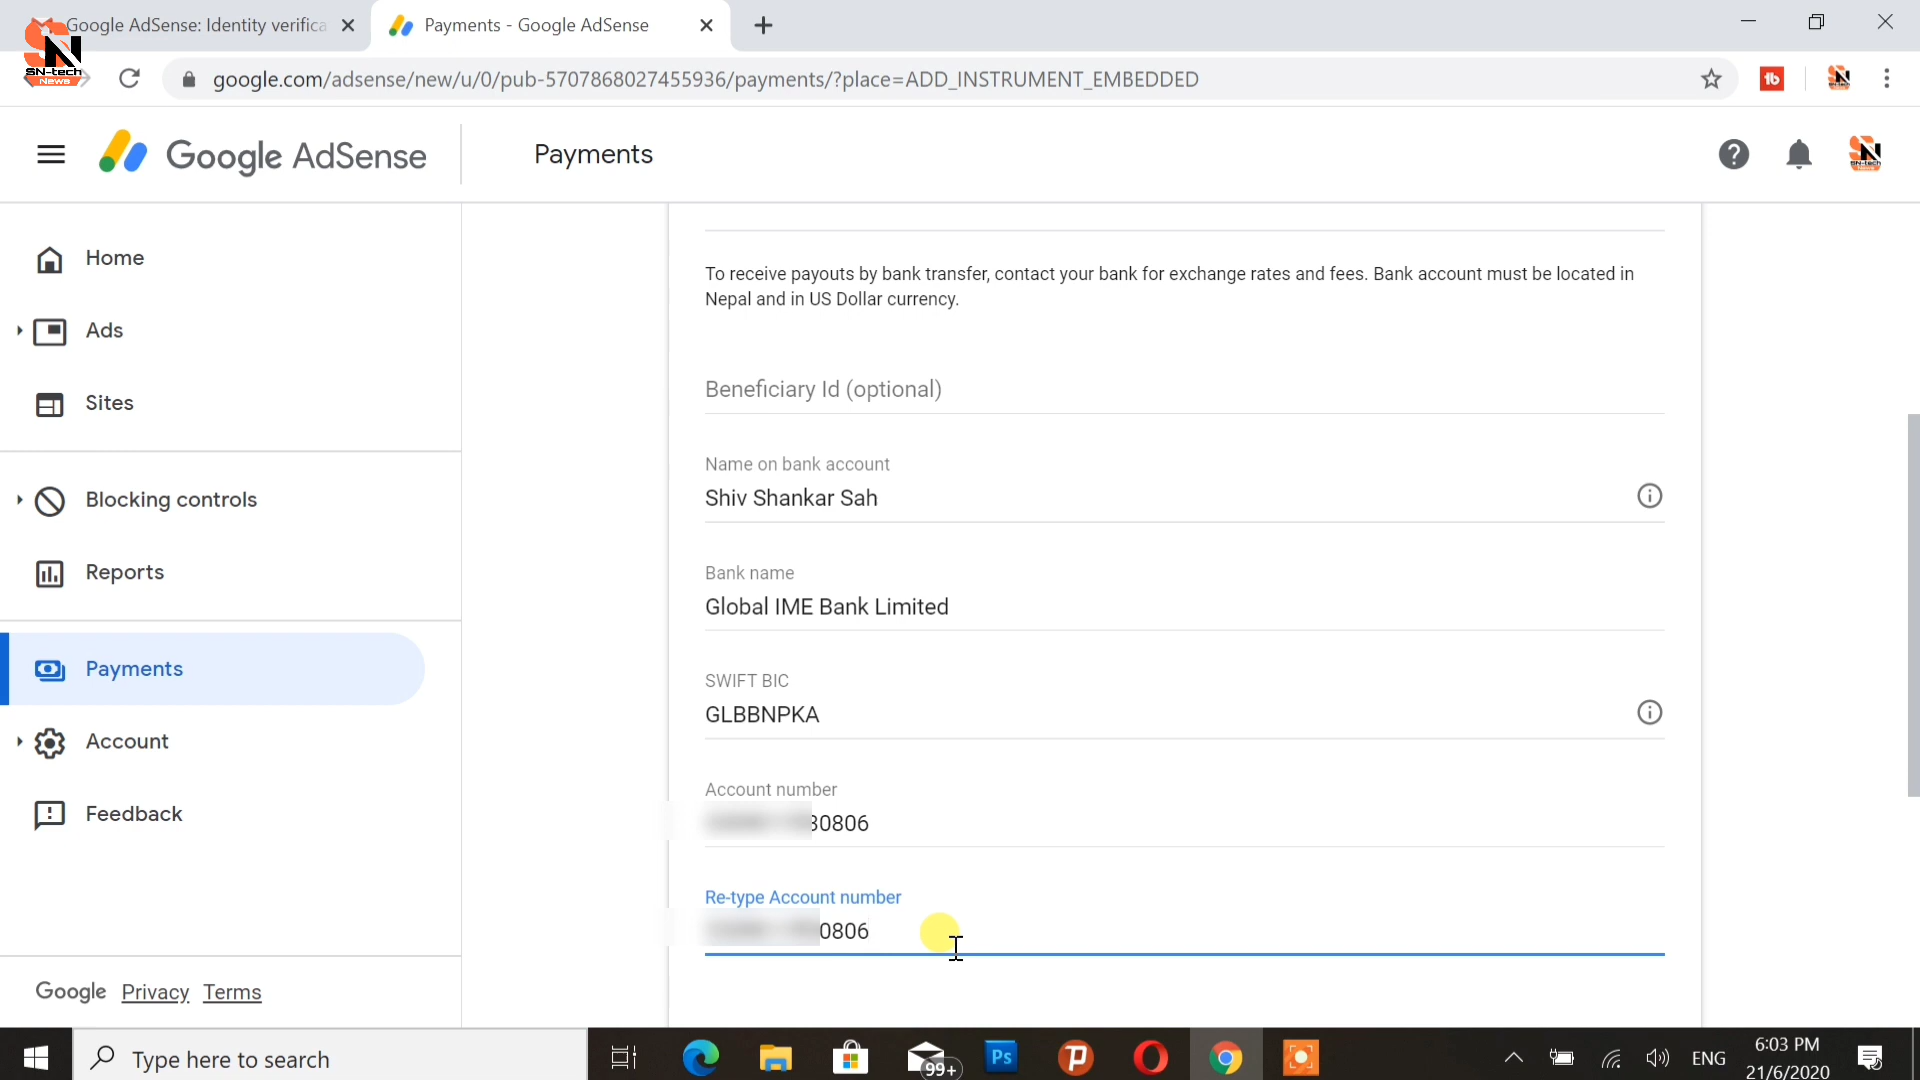 Google AdSense: Identity verifica
Payments - Google AdSense
SN
SN-tech
News
google.com/adsense/new/u/0/pub-5707868027455936/payments/?place=ADD_INSTRUMENT_EMBEDDED
Google AdSense
Payments
Home
Ads
Sites
Blocking controls
Reports
Payments
Account
Feedback
Google Privacy Terms
To receive payouts by bank transfer, contact your bank for exchange rates and fees. Bank account must be located in
Nepal and in US Dollar currency.
Beneficiary Id (optional)
Name on bank account
Shiv Shankar Sah
Bank name
Global IME Bank Limited
SWIFT BIC
GLBBNPKA
Account number
30806
Re-type Account number
0806
Type here to search
99+
Ps
ENG
6:03 PM
21/6/2020